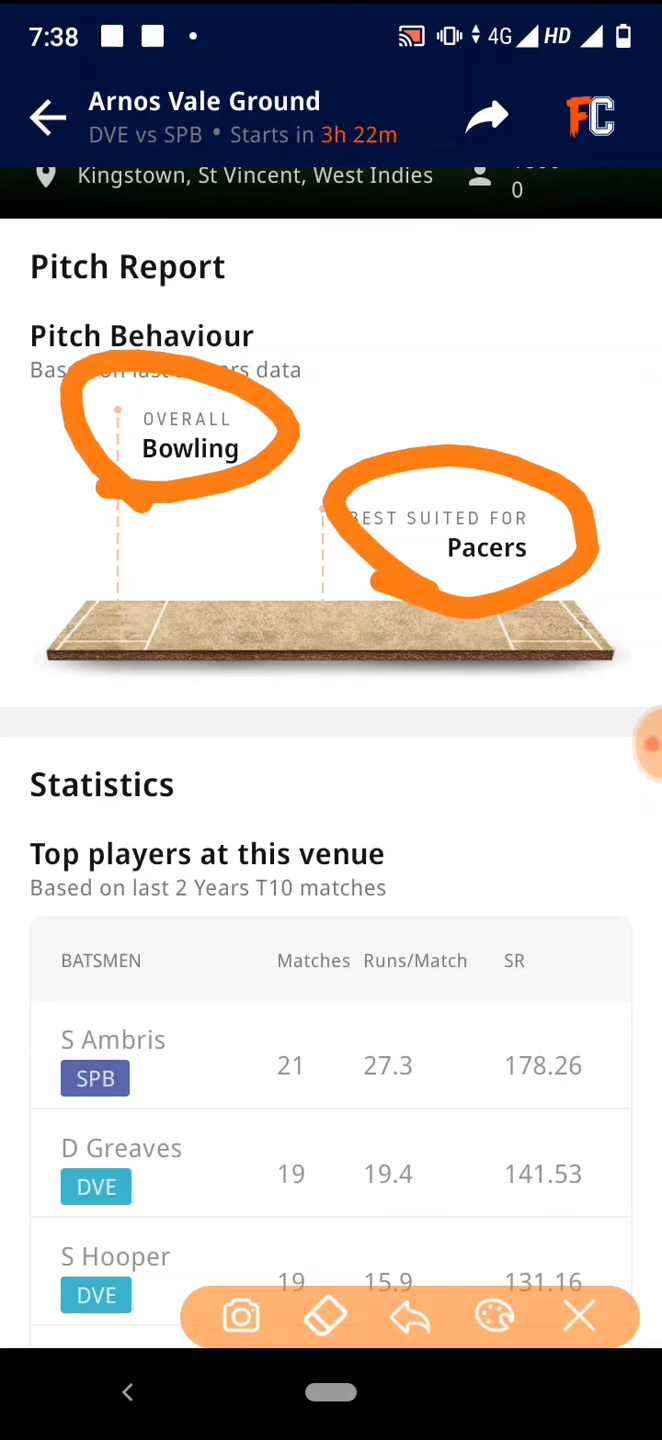 7:38 4G HD
Arnos Vale Ground
DVE vs SPB • Starts in 3h 22m
FC
Kingstown, St Vincent, West Indies
0
Pitch Report
Pitch Behaviour
data
OVERALL
Bowling
BEST SUITED FOR
Pacers
Statistics
Top players at this venue
Based on last 2 Years T10 matches
BATSMEN Matches Runs/Match SR
S Ambris
SPB 21 27.3 178.26
D Greaves
DVE 19 19.4 141.53
S Hooper
DVE 19 15.9 131.16